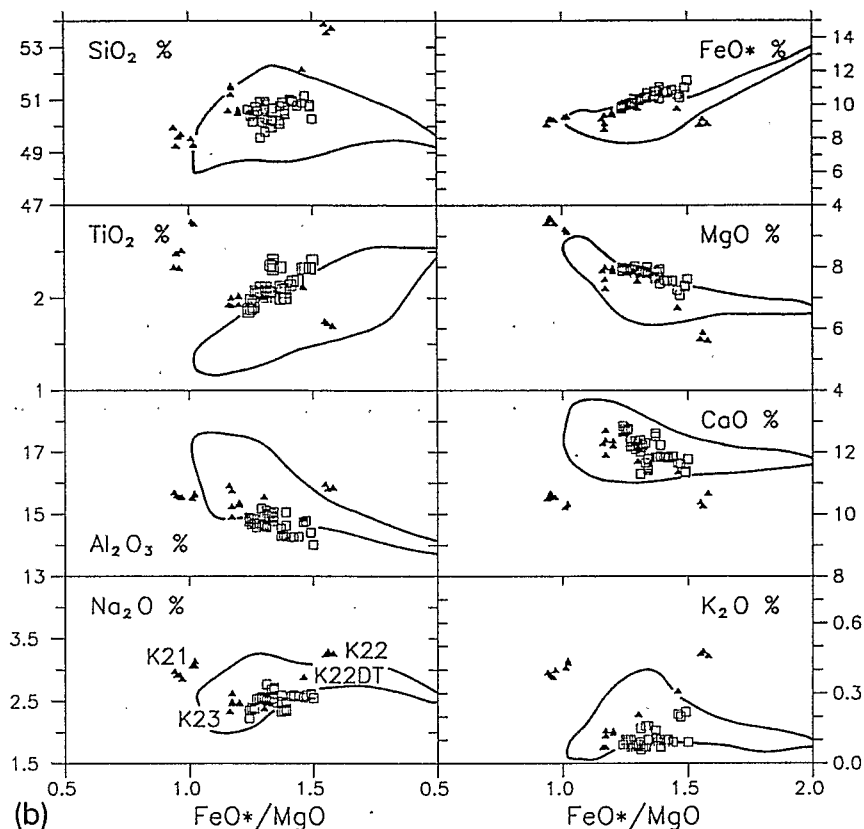 53
51
49
47
SiO₂ %
14
12
10
8
6
FeO* %
TiO₂ %
2
1
4
8
6
4
MgO %
17
15
13
Al₂O₃ %
12
10
8
CaO %
3.5
2.5
1.5
Na₂O %
K21
K22
K22DT
K23
0.6
0.3
0.0
K₂O %
0.5
1.0
1.5
0.5
1.0
1.5
2.0
(b)
FeO*/MgO
FeO*/MgO